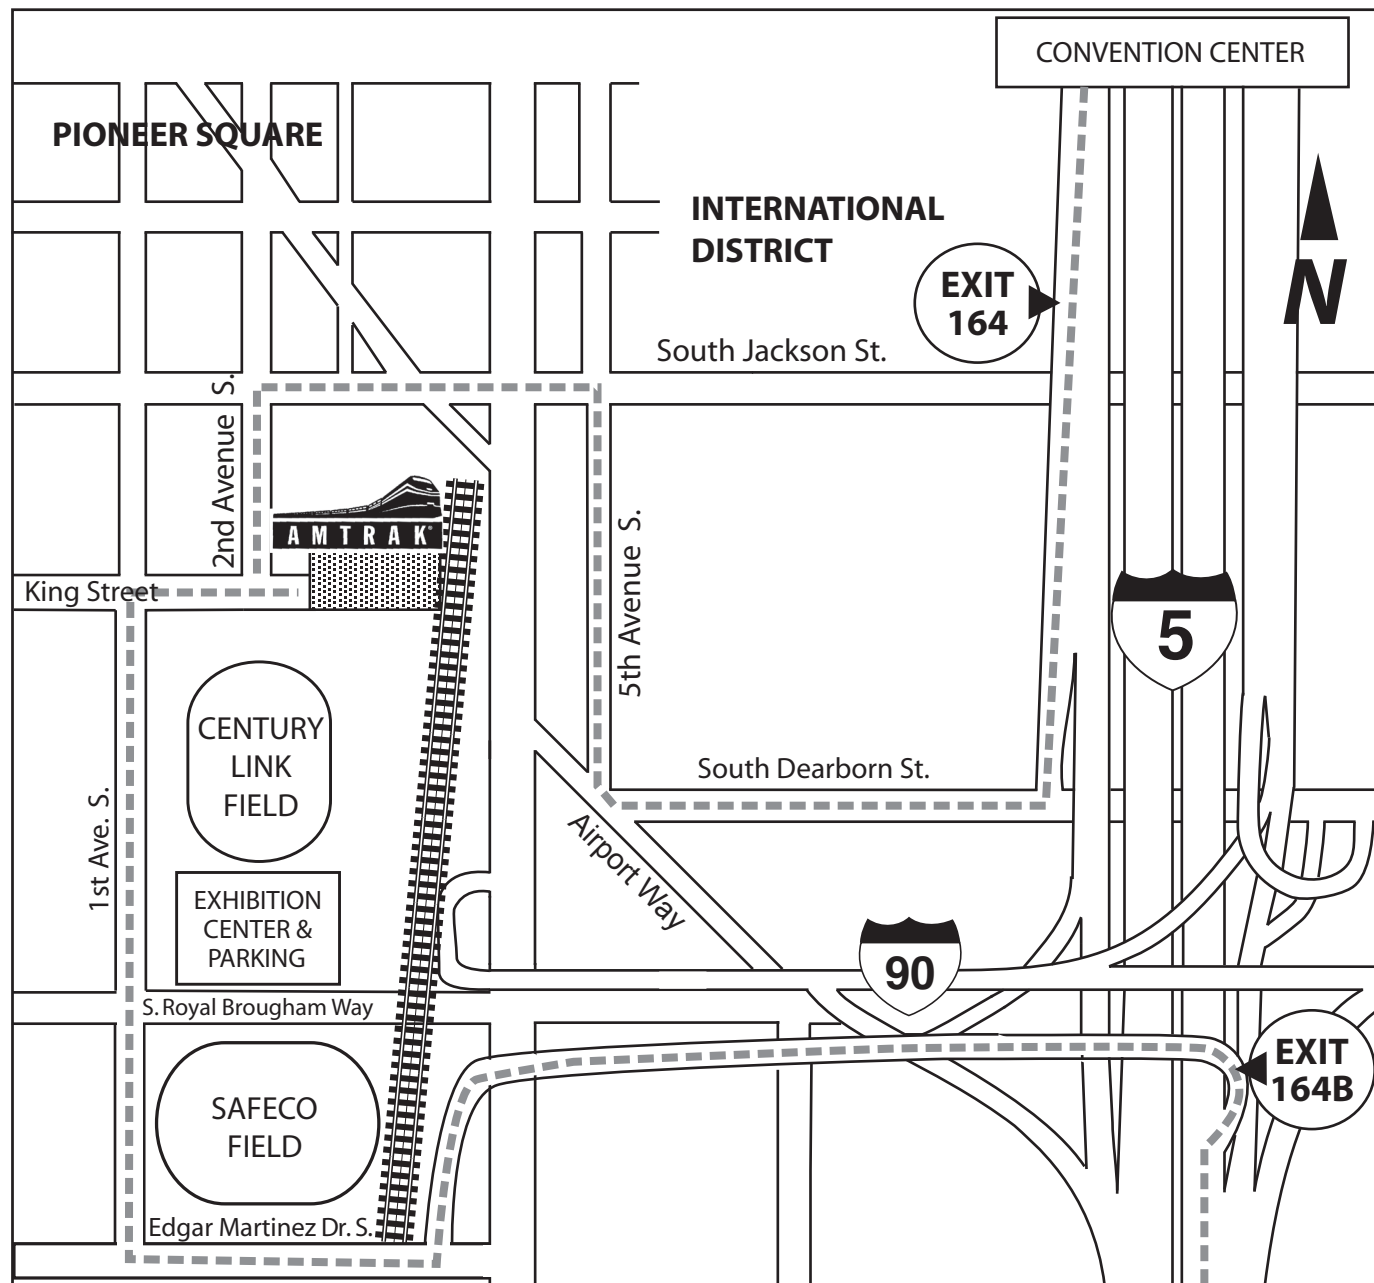 CONVENTION CENTER
PIONEER SQUARE
INTERNATIONAL
DISTRICT
EXIT
164
N
South Jackson St.
2nd Avenue S.
AMTRAK®
King Street
5th Avenue S.
5
CENTURY
LINK
FIELD
South Dearborn St.
1st Ave. S.
Airport Way
EXHIBITION
CENTER &
PARKING
90
S. Royal Brougham Way
EXIT
164B
SAFECO
FIELD
Edgar Martinez Dr. S.